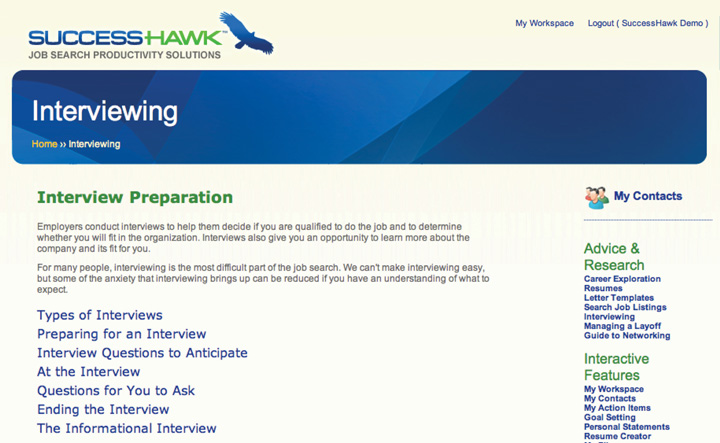 My Workspace Logout ( SuccessHawk Demo )
SUCCESSHAWK™
JOB SEARCH PRODUCTIVITY SOLUTIONS
Interviewing
Home ›› Interviewing
Interview Preparation
Employers conduct interviews to help them decide if you are qualified to do the job and to determine
whether you will fit in the organization. Interviews also give you an opportunity to learn more about the
company and its fit for you.
For many people, interviewing is the most difficult part of the job search. We can't make interviewing easy,
but some of the anxiety that interviewing brings up can be reduced if you have an understanding of what to
expect.
Types of Interviews
Preparing for an Interview
Interview Questions to Anticipate
At the Interview
Questions for You to Ask
Ending the Interview
The Informational Interview
My Contacts
Advice &
Research
Career Exploration
Resumes
Letter Templates
Search Job Listings
Interviewing
Managing a Layoff
Guide to Networking
Interactive
Features
My Workspace
My Contacts
My Action Items
Goal Setting
Personal Statements
Resume Creator